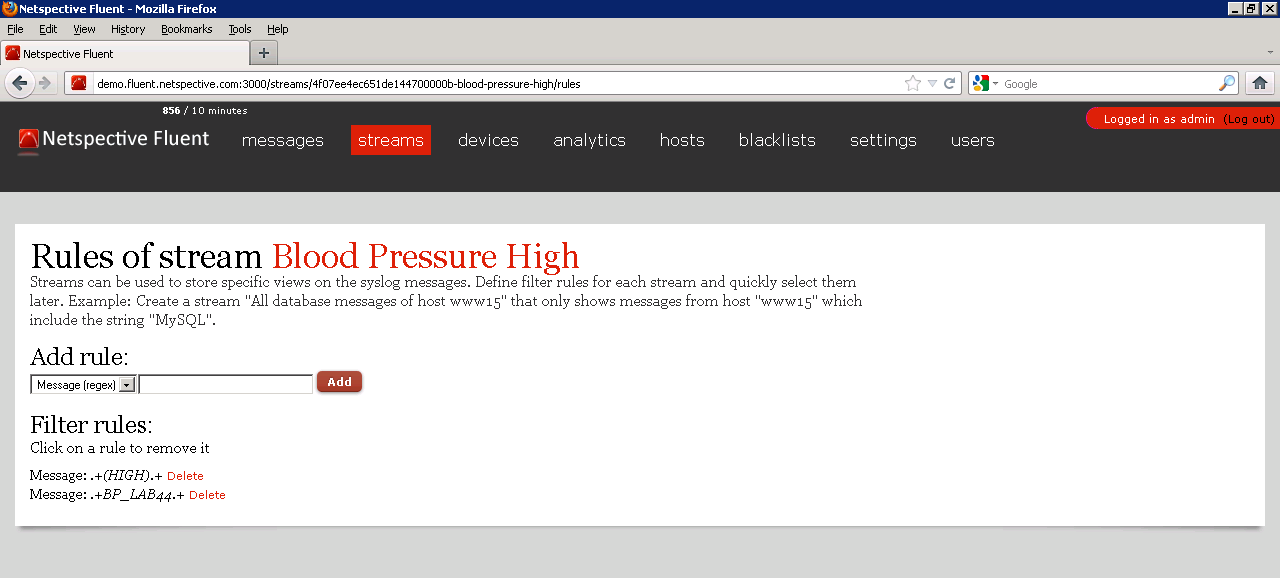 Netspective Fluent - Mozilla Firefox
File Edit View History Bookmarks Tools Help
Netspective Fluent
demo.fluent.netspective.com:3000/streams/4f07ee4ec651de144700000b-blood-pressure-high/rules
Google
856 / 10 minutes
Logged in as admin (Log out)
Netspective Fluent messages streams devices analytics hosts blacklists settings users
Rules of stream Blood Pressure High
Streams can be used to store specific views on the syslog messages. Define filter rules for each stream and quickly select them
later. Example: Create a stream "All database messages of host www15" that only shows messages from host "www15" which
include the string "MySQL".
Add rule:
Message (regex) Add
Filter rules:
Click on a rule to remove it
Message: .+(HIGH).+ Delete
Message: .+BP_LAB44.+ Delete